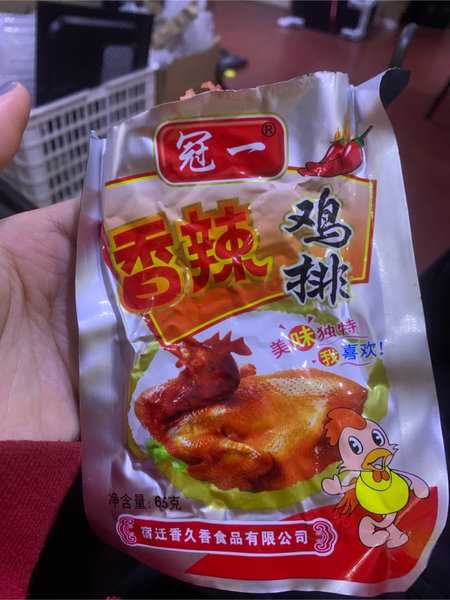 冠一®
香辣
鸡排
美味独特
我喜欢!
净含量: 65克
宿迁香久香食品有限公司